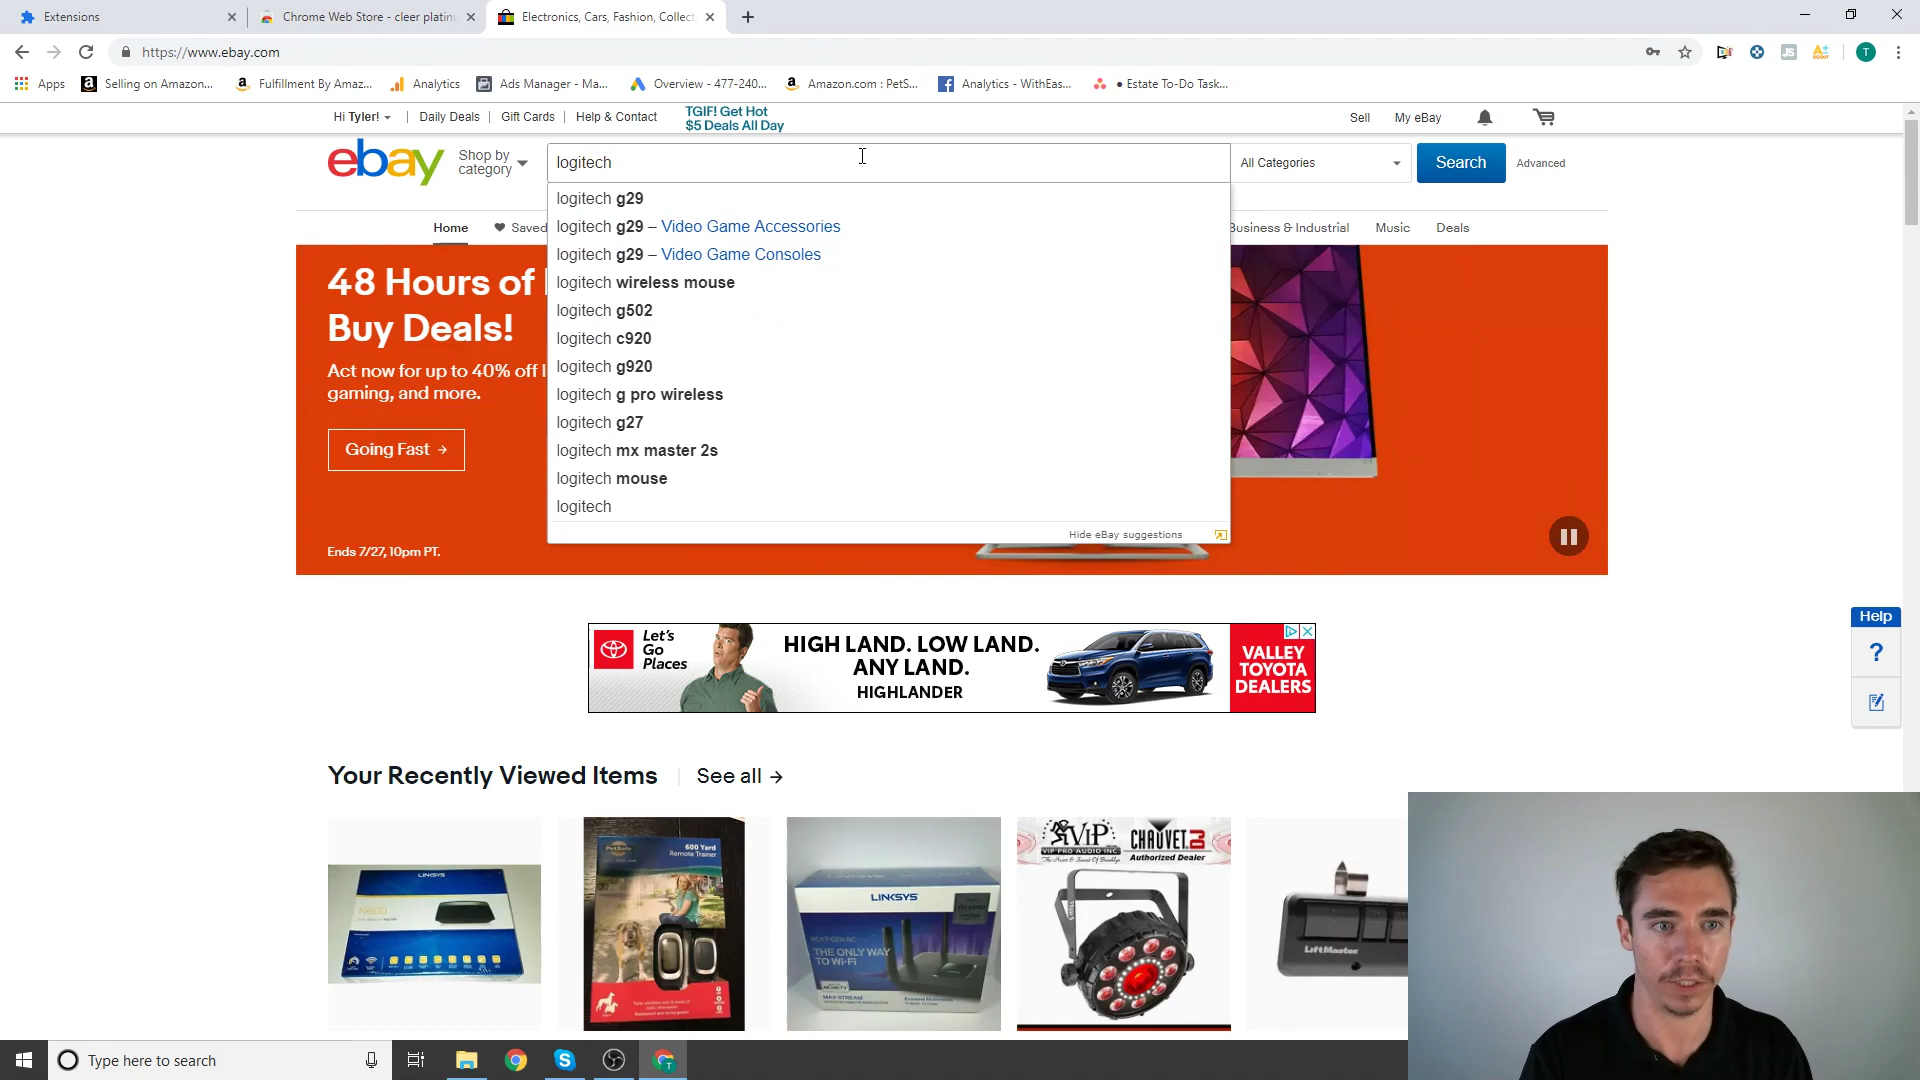 Extensions
Chrome Web Store - cleer platinu
Electronics, Cars, Fashion, Collect
https://www.ebay.com
T
Apps
Selling on Amazon...
Fulfillment By Amaz...
Analytics
Ads Manager - Ma...
Overview - 477-240...
Amazon.com : PetS...
Analytics - WithEas...
● Estate To-Do Task...
Hi Tyler!
Daily Deals
Gift Cards
Help & Contact
TGIF! Get Hot
$5 Deals All Day
Sell
My eBay
ebay
Shop by
category
logitech
All Categories
Search
Advanced
logitech g29
logitech g29 – Video Game Accessories
logitech g29 – Video Game Consoles
logitech wireless mouse
logitech g502
logitech c920
logitech g920
logitech g pro wireless
logitech g27
logitech mx master 2s
logitech mouse
logitech
Hide eBay suggestions
Home
Saved
Business & Industrial
Music
Deals
48 Hours of
Buy Deals!
Act now for up to 40% off
gaming, and more.
Going Fast →
Ends 7/27, 10pm PT.
Help
?
Let's
Go
Places
HIGH LAND. LOW LAND.
ANY LAND.
HIGHLANDER
VALLEY
TOYOTA
DEALERS
Your Recently Viewed Items
See all →
LINKSYS
N600
600 Yard
Remote Trainer
LINKSYS
NEXT-GEN AC
THE ONLY WAY
TO WI-FI
MAX-STREAM
VIP
VIP PRO AUDIO INC.
CHAUVET DJ
Authorized Dealer
LiftMaster
Type here to search